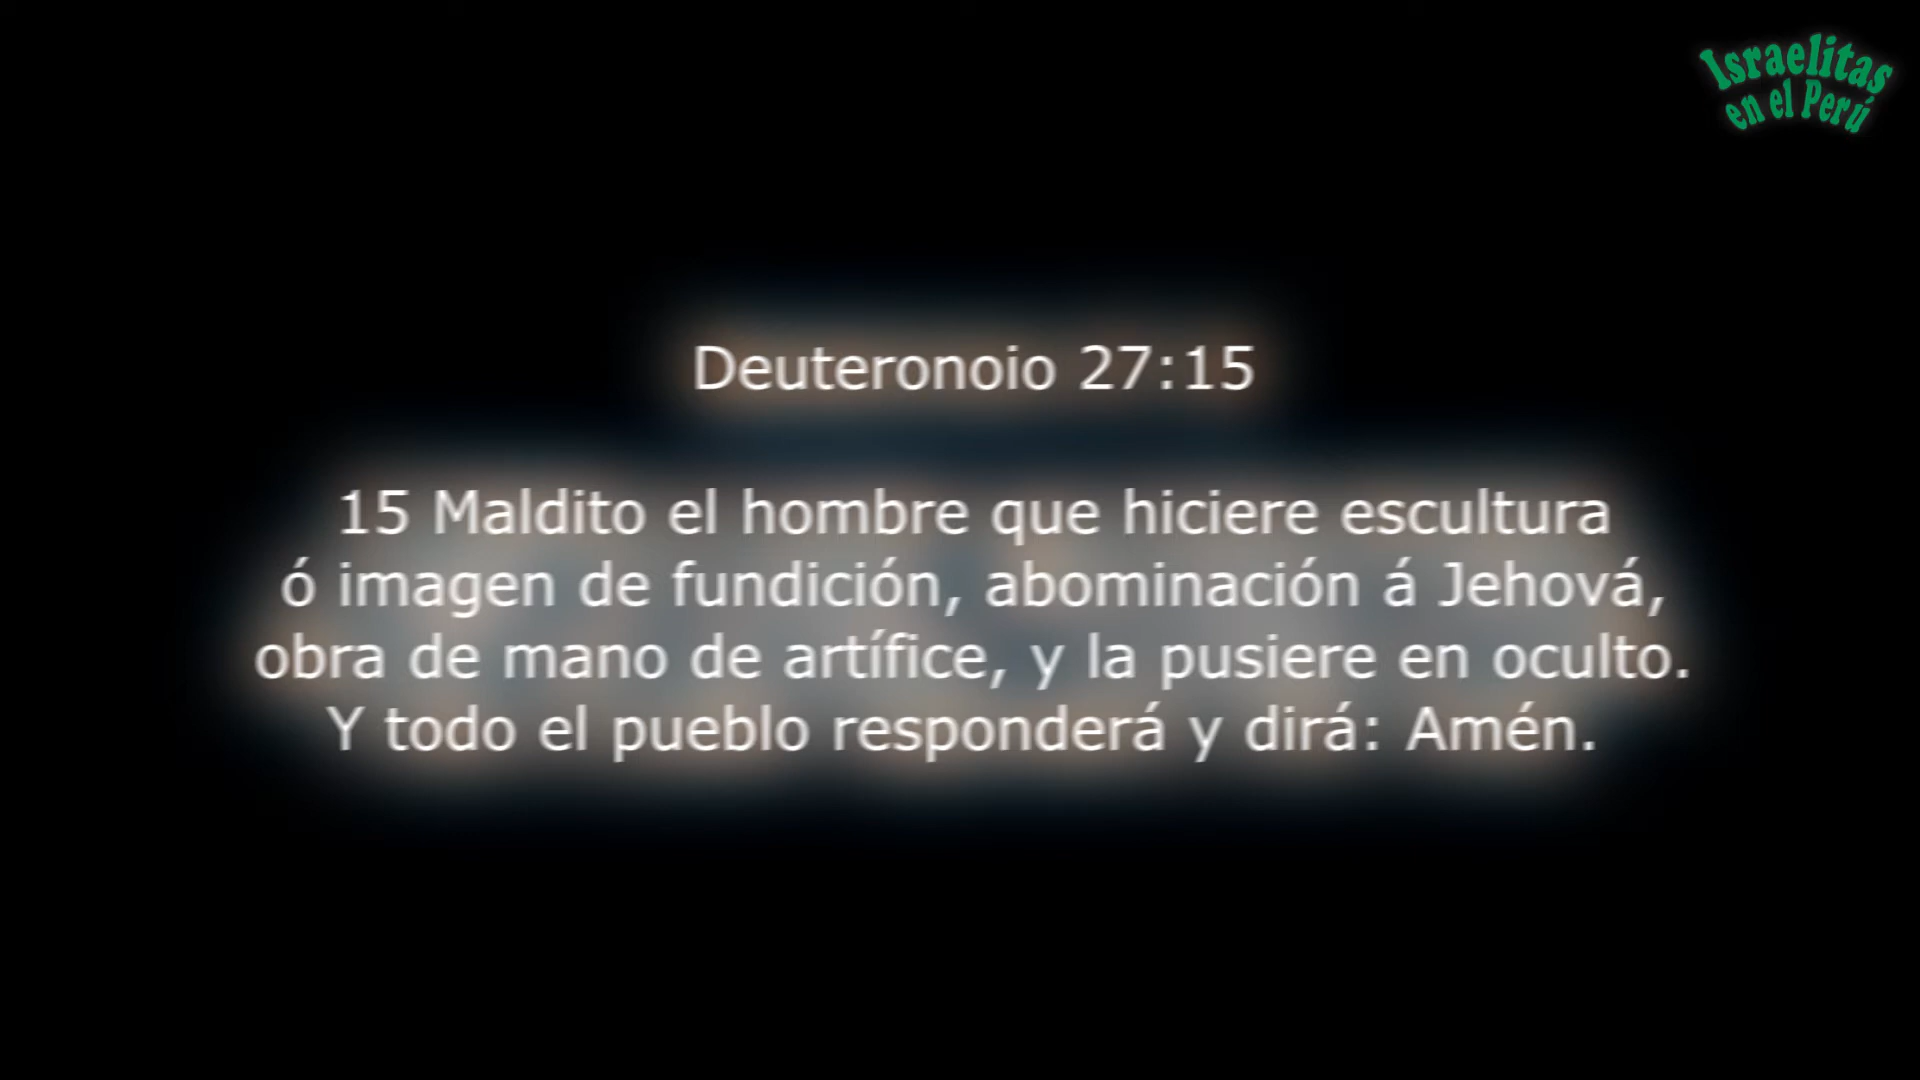 Israelitas
en el Perú
Deuteronoio 27:15
15 Maldito el hombre que hiciere escultura
ó imagen de fundición, abominación á Jehová,
obra de mano de artífice, y la pusiere en oculto.
Y todo el pueblo responderá y dirá: Amén.